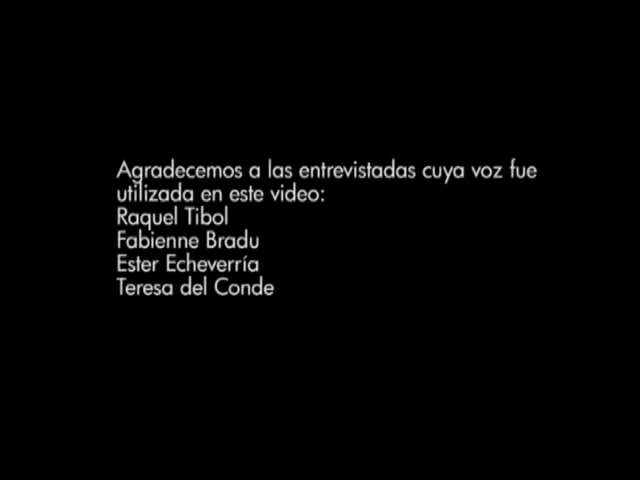 Agradecemos a las entrevistadas cuya voz fue
utilizada en este video:
Raquel Tibol
Fabienne Bradu
Ester Echeverría
Teresa del Conde